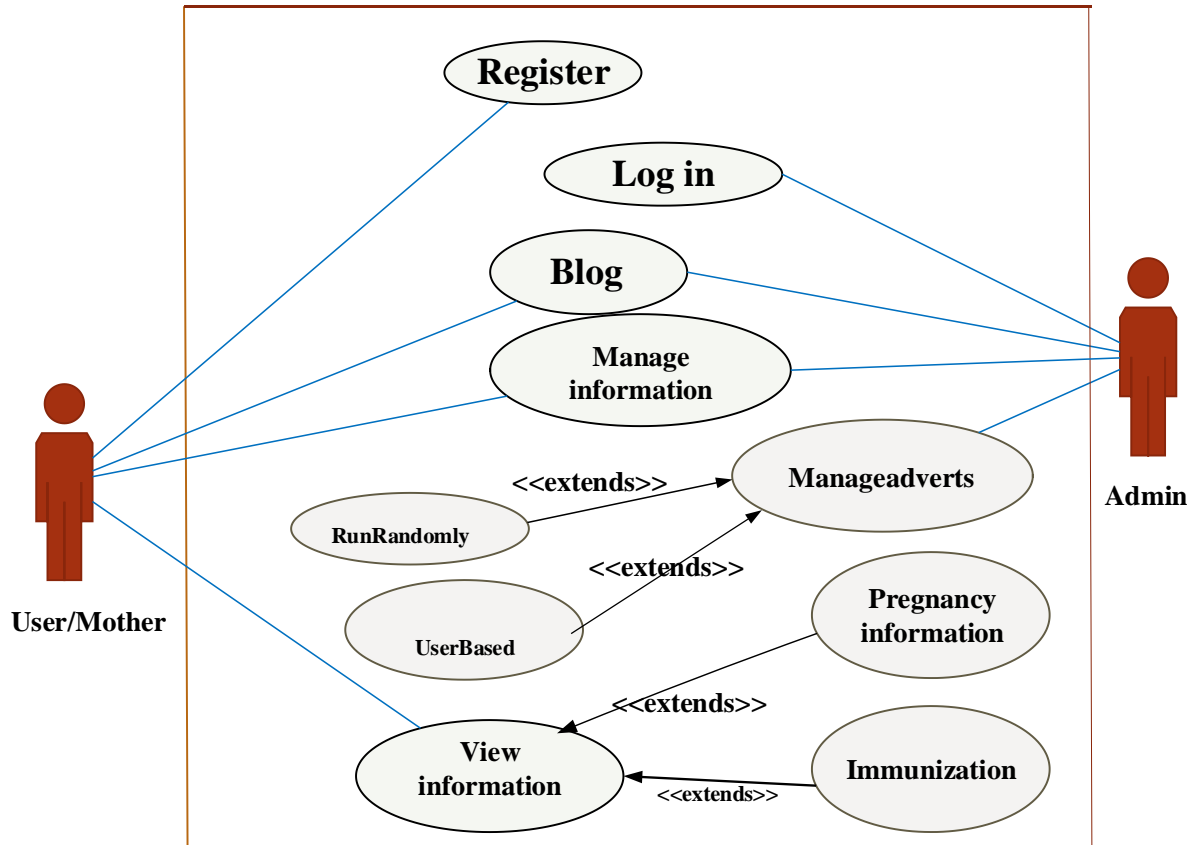 Register
Log in
Blog
Manage
information
<<extends>>
Manageadverts
Admin
RunRandomly
<<extends>>
User/Mother
UserBased
Pregnancy
information
<<extends>>
View
information
Immunization
<<extends>>